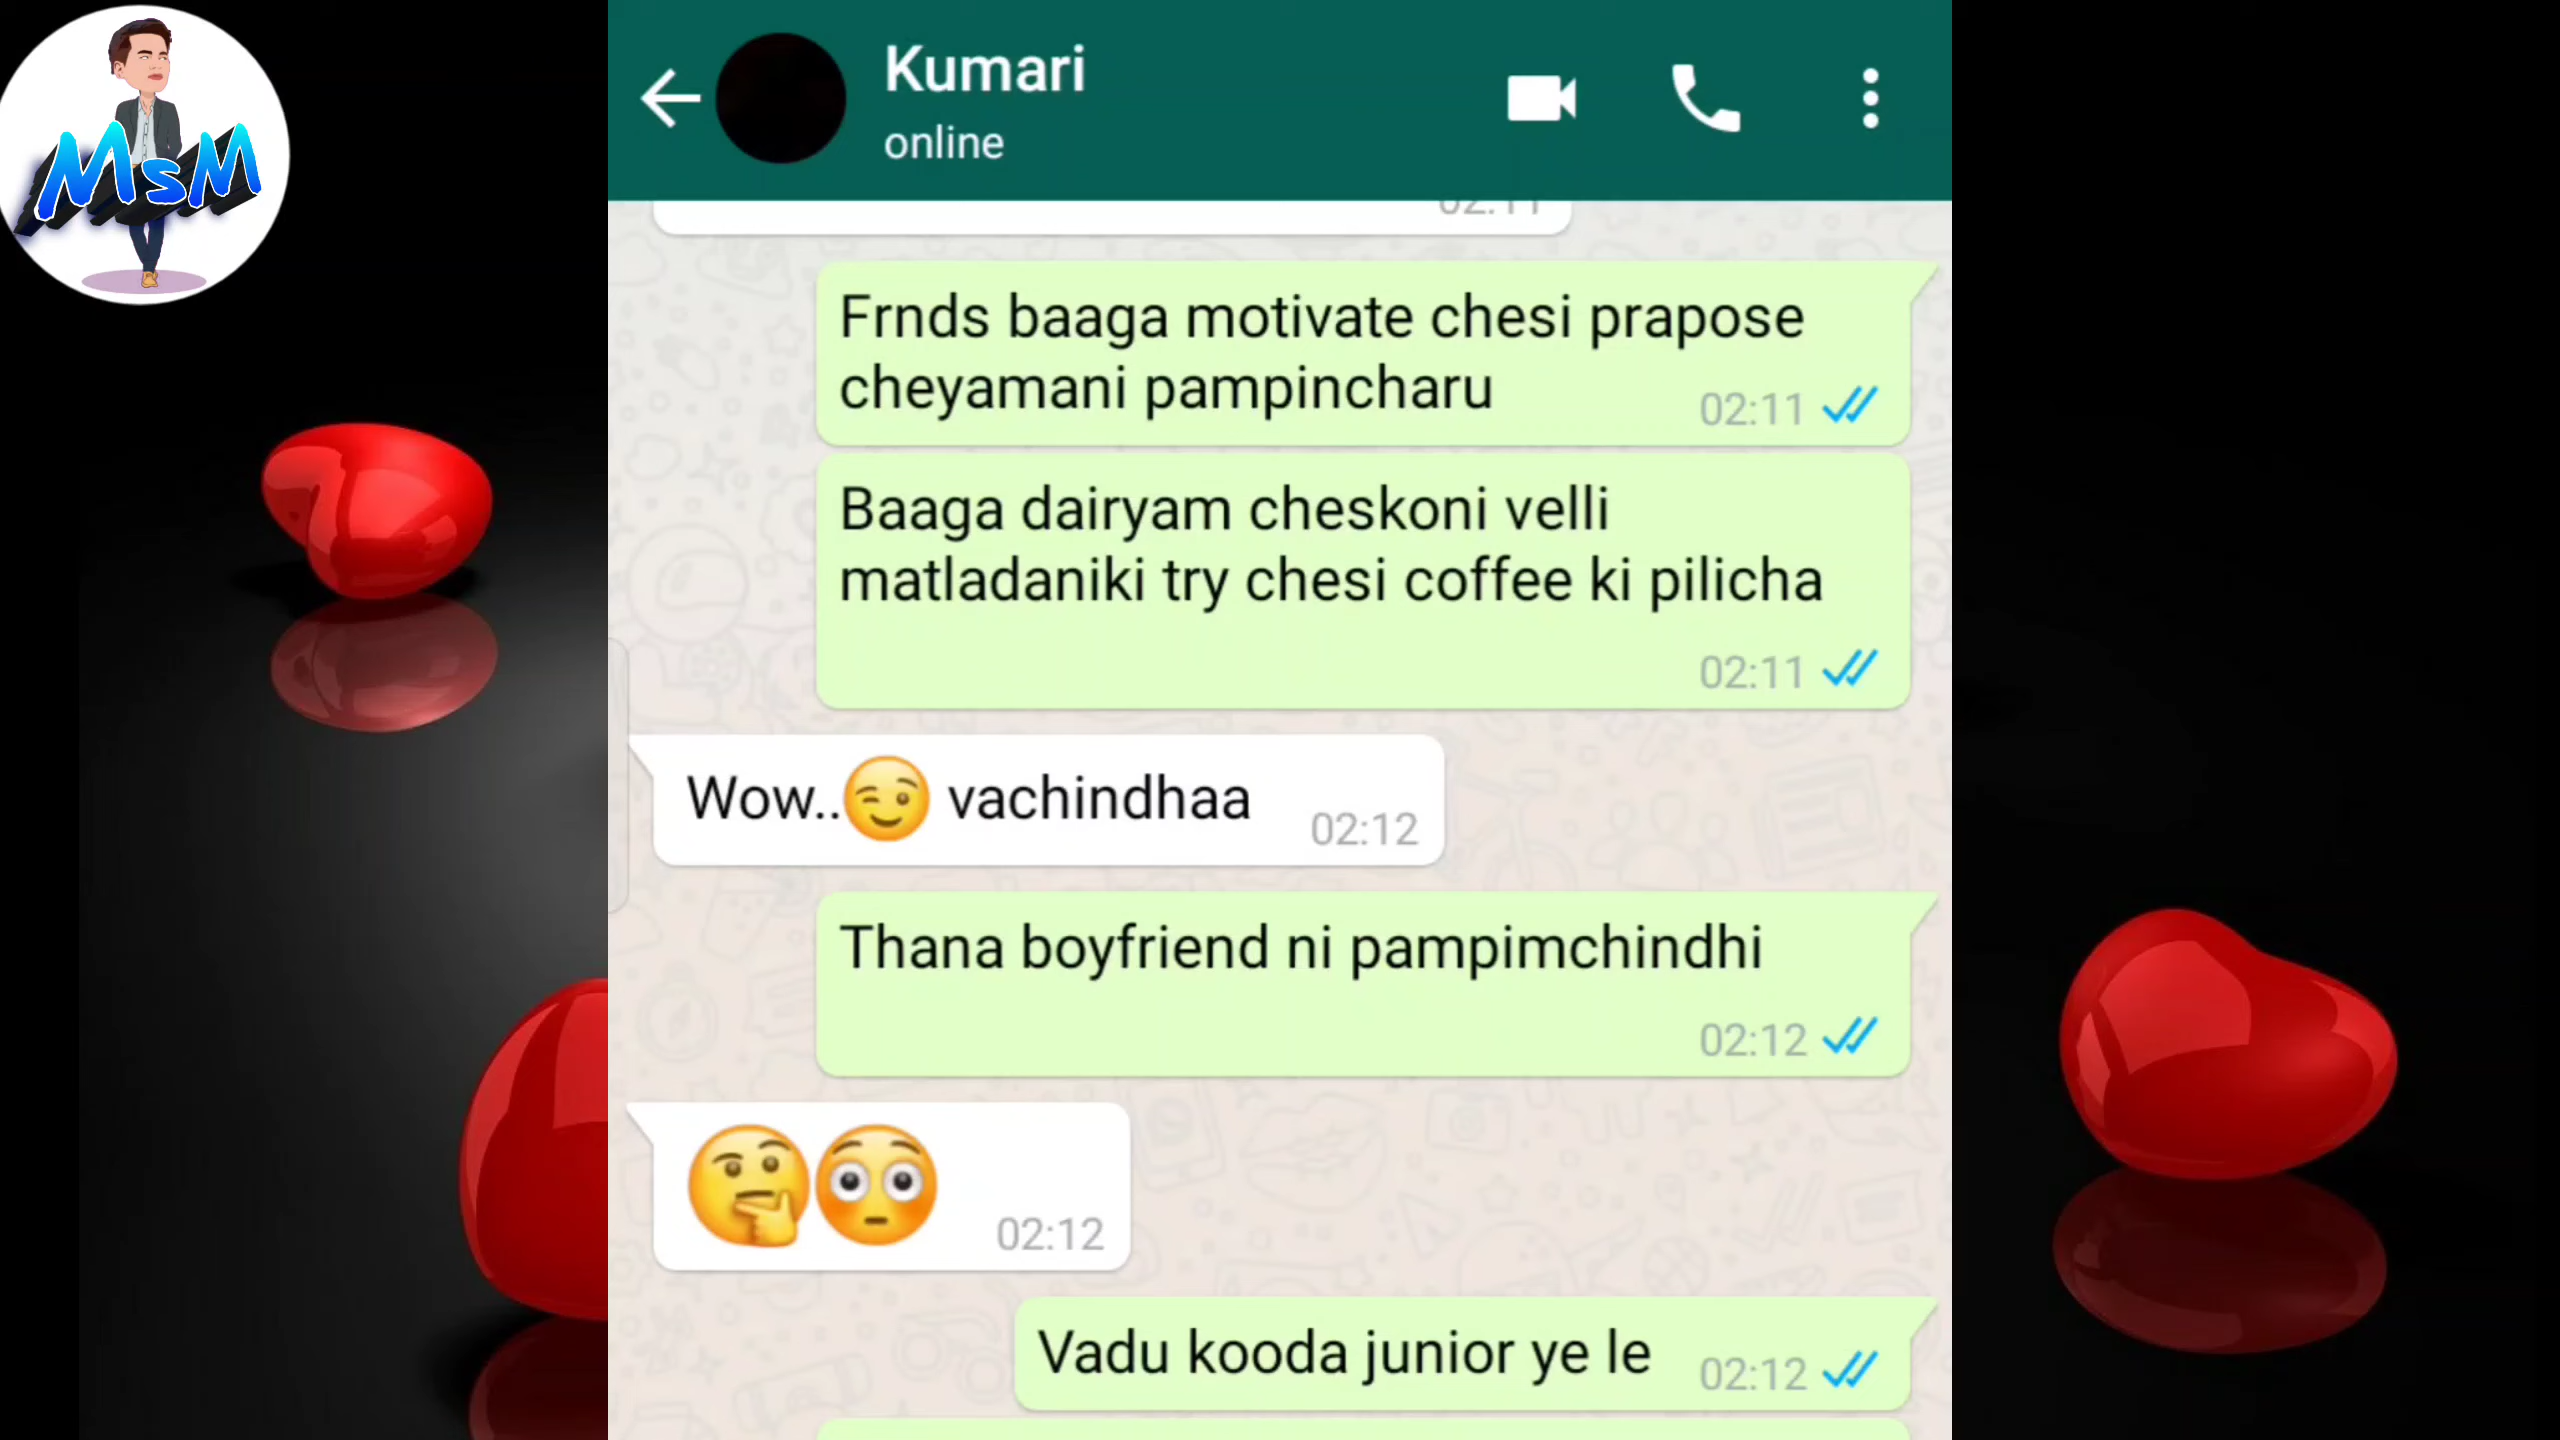 MsM
Kumari
online
02:11
Frnds baaga motivate chesi prapose
cheyamani pampincharu
02:11
Baaga dairyam cheskoni velli
matladaniki try chesi coffee ki pilicha
02:11
Wow..😉 vachindhaa
02:12
Thana boyfriend ni pampimchindhi
02:12
🤔😳
02:12
Vadu kooda junior ye le
02:12